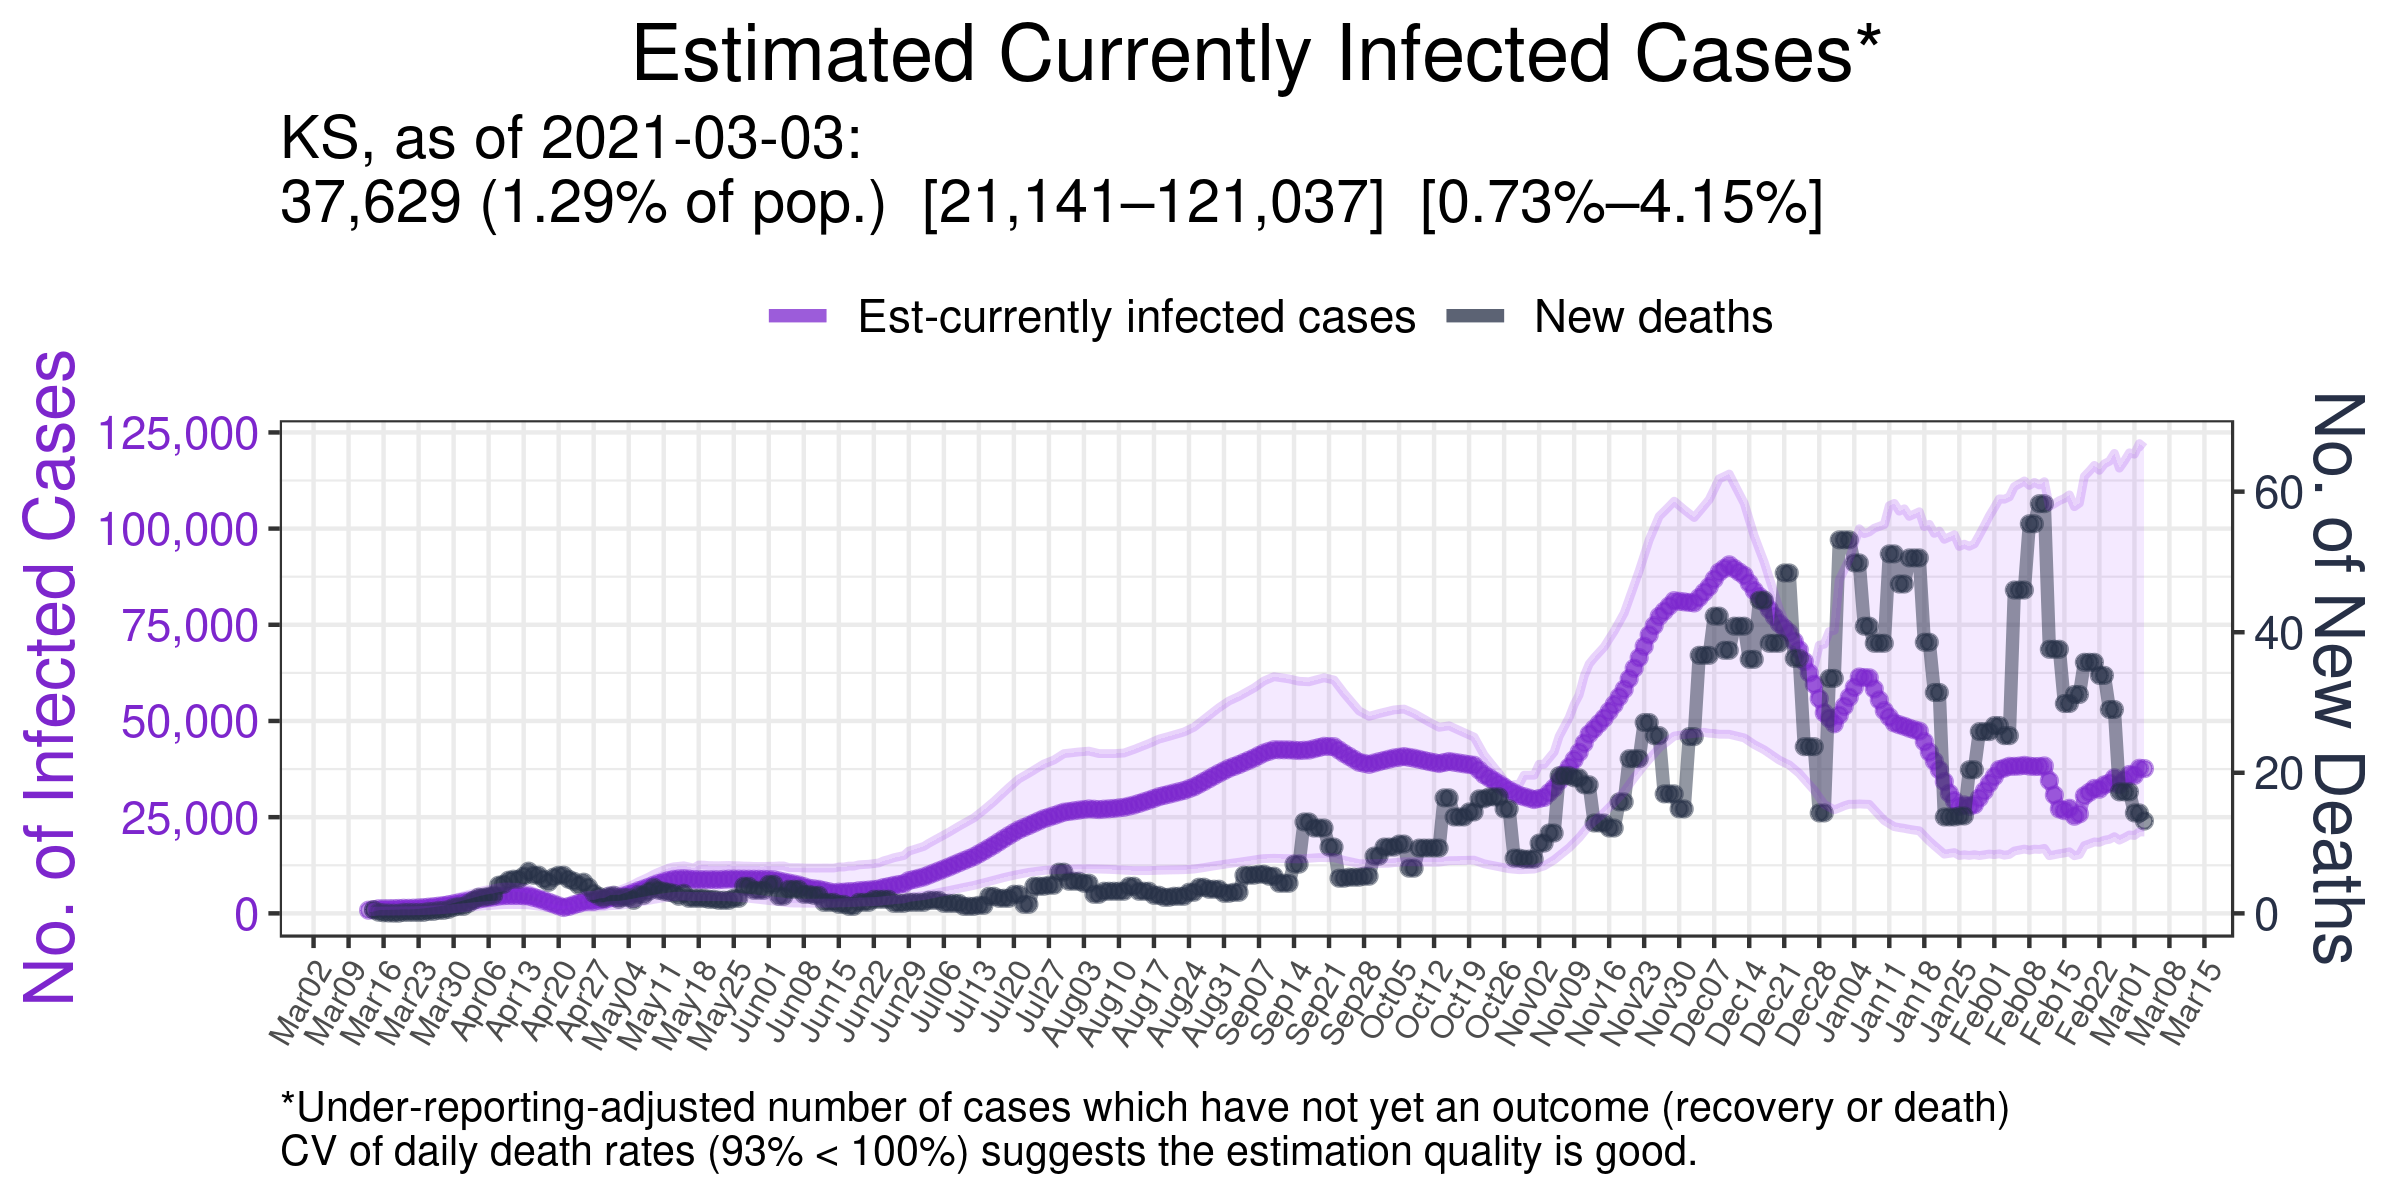 Estimated Currently Infected Cases*
KS, as of 2021-03-03:
37,629 (1.29% of pop.)  [21,141–121,037]  [0.73%–4.15%]
Est-currently infected cases
New deaths
No. of Infected Cases
125,000
100,000
75,000
50,000
25,000
0
60
40
20
0
No. of New Deaths
Mar02
Mar09
Mar16
Mar23
Mar30
Apr06
Apr13
Apr20
Apr27
May04
May11
May18
May25
Jun01
Jun08
Jun15
Jun22
Jun29
Jul06
Jul13
Jul20
Jul27
Aug03
Aug10
Aug17
Aug24
Aug31
Sep07
Sep14
Sep21
Sep28
Oct05
Oct12
Oct19
Oct26
Nov02
Nov09
Nov16
Nov23
Nov30
Dec07
Dec14
Dec21
Dec28
Jan04
Jan11
Jan18
Jan25
Feb01
Feb08
Feb15
Feb22
Mar01
Mar08
Mar15
*Under-reporting-adjusted number of cases which have not yet an outcome (recovery or death)
CV of daily death rates (93% < 100%) suggests the estimation quality is good.